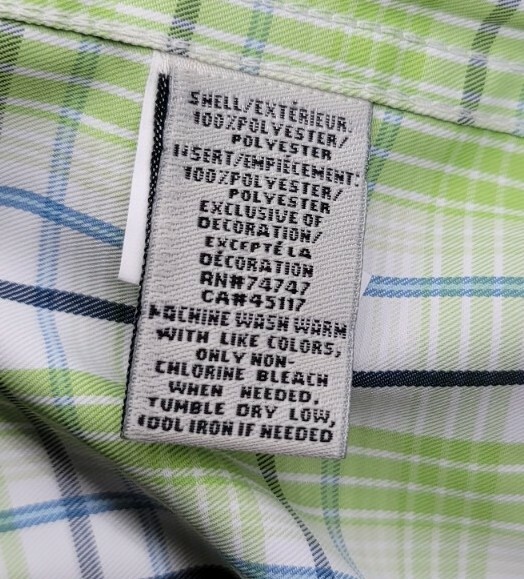 SHELL/EXTÉRIEUR:
100%POLYESTER/
POLYESTER
INSERT/EMPIÈCEMENT:
100%POLYESTER/
POLYESTER
EXCLUSIVE OF
DECORATION/
EXCEPTÉ LA
DÉCORATION
RN#74747
CA#45117
MACHINE WASH WARM
WITH LIKE COLORS,
ONLY NON-
CHLORINE BLEACH
WHEN NEEDED.
TUMBLE DRY LOW,
COOL IRON IF NEEDED